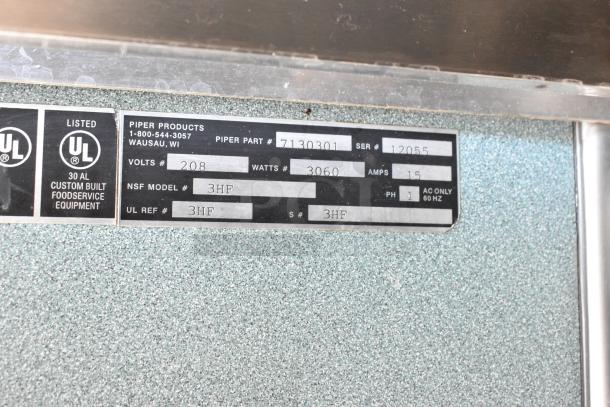 UL
LISTED
UL
30 AL
CUSTOM BUILT
FOODSERVICE
EQUIPMENT
PIPER PRODUCTS
1-800-544-3057
WAUSAU, WI
PIPER PART # 7130301 SER # 12055
VOLTS # 208 WATTS # 3060 AMPS 15
NSF MODEL # 3HF PH 1 AC ONLY 60 HZ
UL REF # 3HF S # 3HF